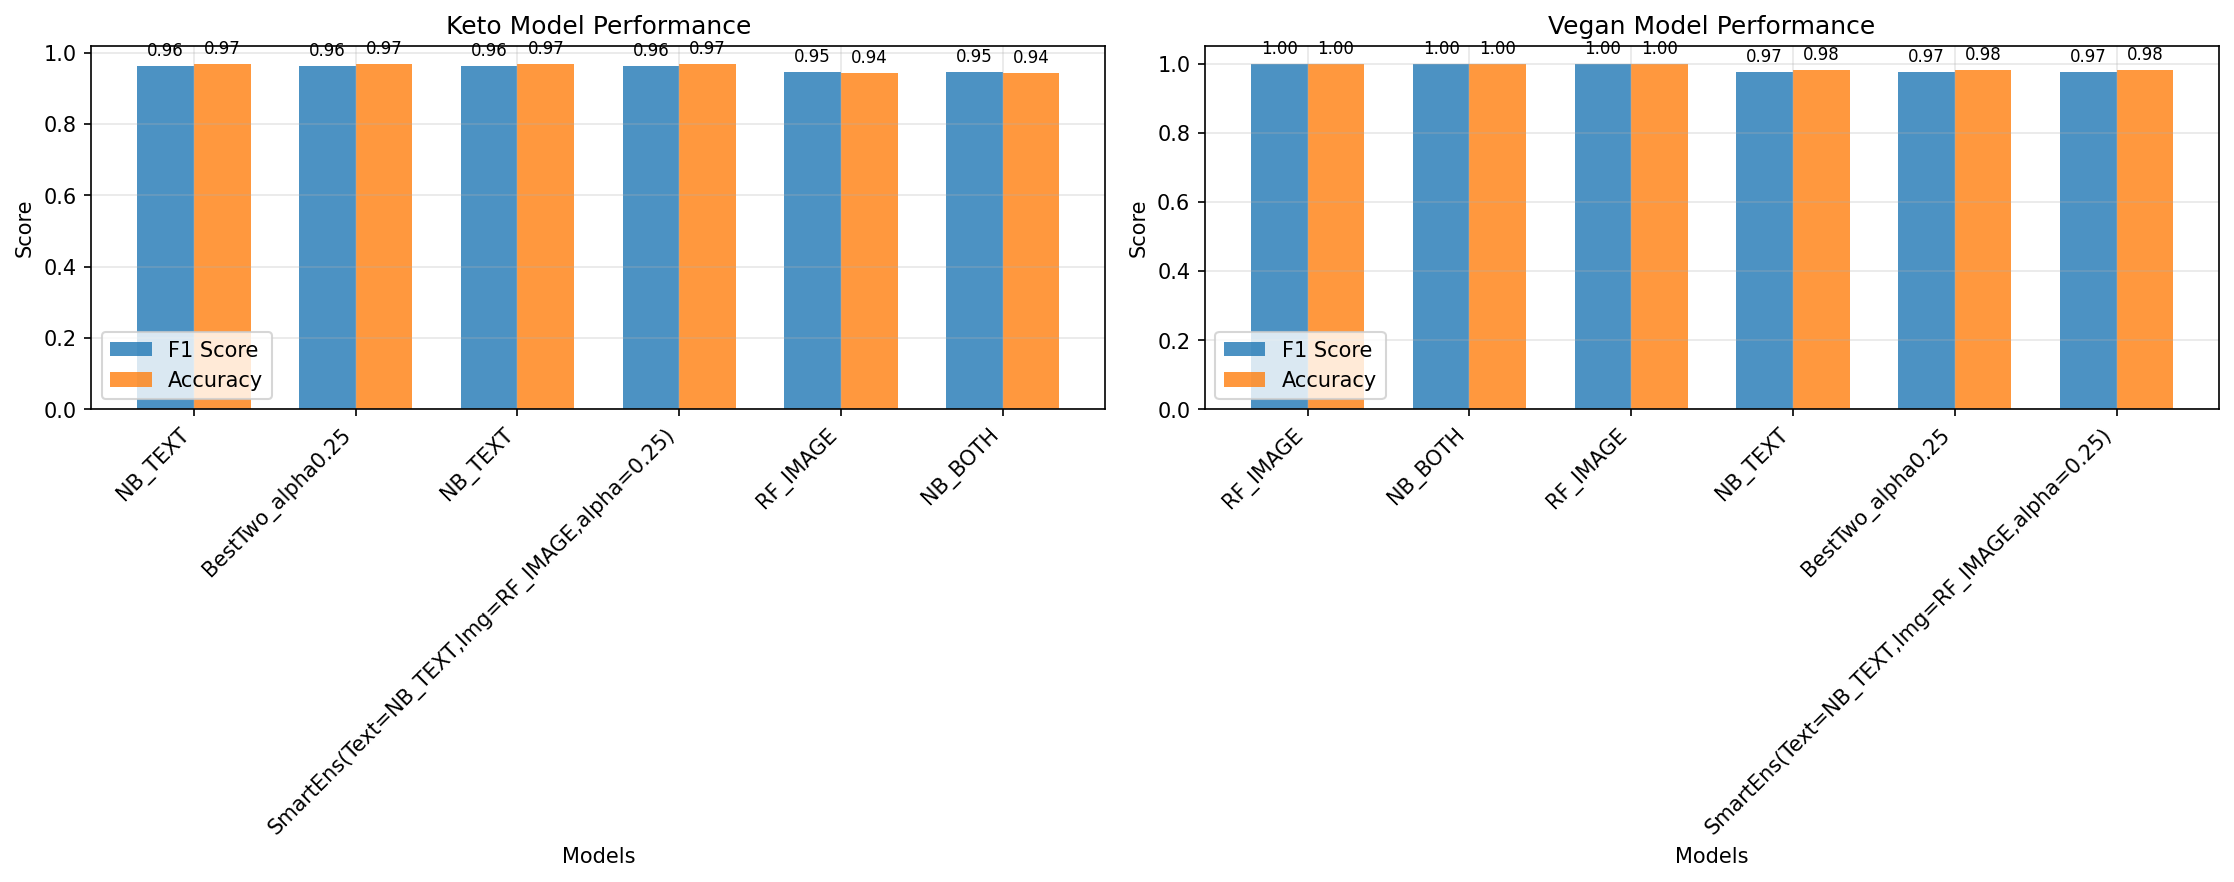 Keto Model Performance
0.96 0.97 0.96 0.97 0.96 0.97 0.96 0.97 0.95 0.94 0.95 0.94
1.0
0.8
0.6
0.4
0.2
0.0
Score
F1 Score
Accuracy
NB_TEXT
BestTwo_alpha0.25
NB_TEXT
SmartEns(Text=NB_TEXT,Img=RF_IMAGE,alpha=0.25)
RF_IMAGE
NB_BOTH
Models
Vegan Model Performance
1.00 1.00 1.00 1.00 1.00 1.00 0.97 0.98 0.97 0.98 0.97 0.98
1.0
0.8
0.6
0.4
0.2
0.0
Score
F1 Score
Accuracy
RF_IMAGE
NB_BOTH
RF_IMAGE
NB_TEXT
BestTwo_alpha0.25
SmartEns(Text=NB_TEXT,Img=RF_IMAGE,alpha=0.25)
Models